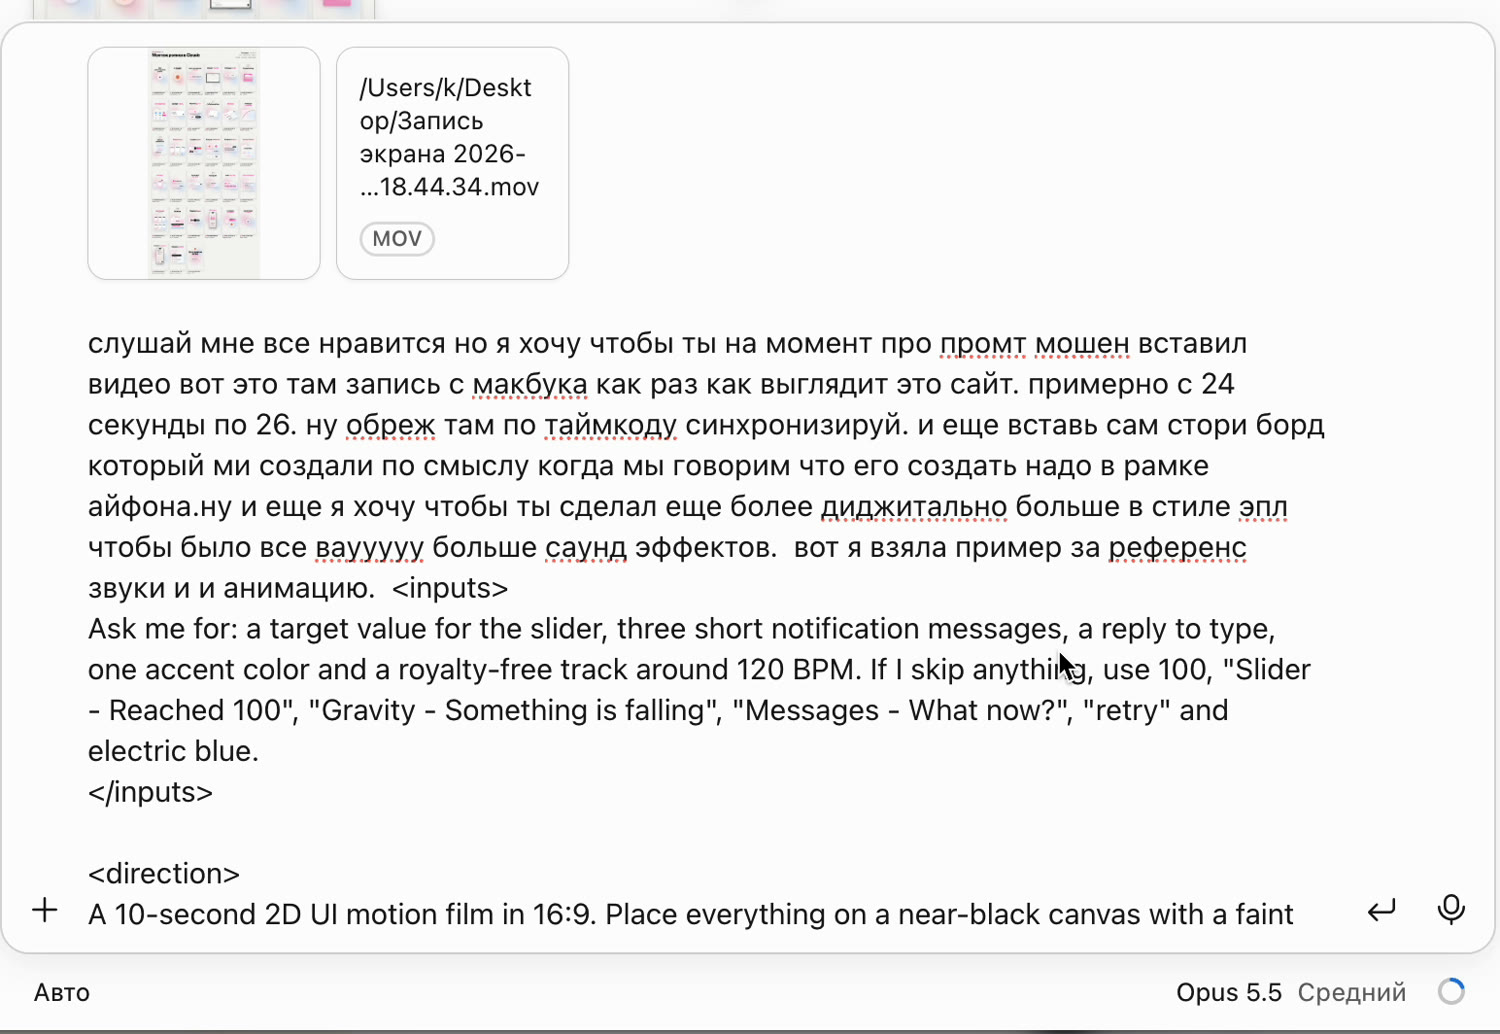 /Users/k/Deskt
op/Запись
экрана 2026-
...18.44.34.mov
MOV
слушай мне все нравится но я хочу чтобы ты на момент про промт мошен вставил
видео вот это там запись с макбука как раз как выглядит это сайт. примерно с 24
секунды по 26. ну обреж там по таймкоду синхронизируй. и еще вставь сам стори борд
который ми создали по смыслу когда мы говорим что его создать надо в рамке
айфона.ну и еще я хочу чтобы ты сделал еще более диджитально больше в стиле эпл
чтобы было все вауууу больше саунд эффектов.  вот я взяла пример за референс
звуки и и анимацию.  <inputs>
Ask me for: a target value for the slider, three short notification messages, a reply to type,
one accent color and a royalty-free track around 120 BPM. If I skip anything, use 100, "Slider
- Reached 100", "Gravity - Something is falling", "Messages - What now?", "retry" and
electric blue.
</inputs>
<direction>
A 10-second 2D UI motion film in 16:9. Place everything on a near-black canvas with a faint
Авто
Opus 5.5 Средний